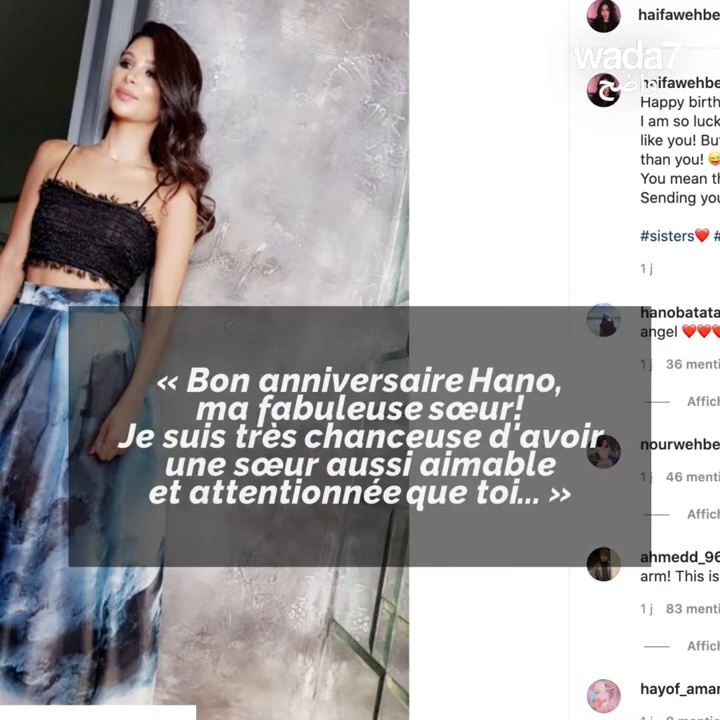 haifawehbe
wada7
واضح
haifawehbe
Happy birth
I am so luck
like you! But
than you! 😜
You mean th
Sending you
#sisters❤️ #
1 j
« Bon anniversaire Hano,
ma fabuleuse sœur!
Je suis très chanceuse d'avoir
une sœur aussi aimable
et attentionnée que toi... »
hanobatata
angel ❤️❤️❤️
1 j 36 menti
Affich
nourwehbe
1 j 46 menti
Affich
ahmedd_96
arm! This is
1 j 83 menti
Affich
hayof_amar